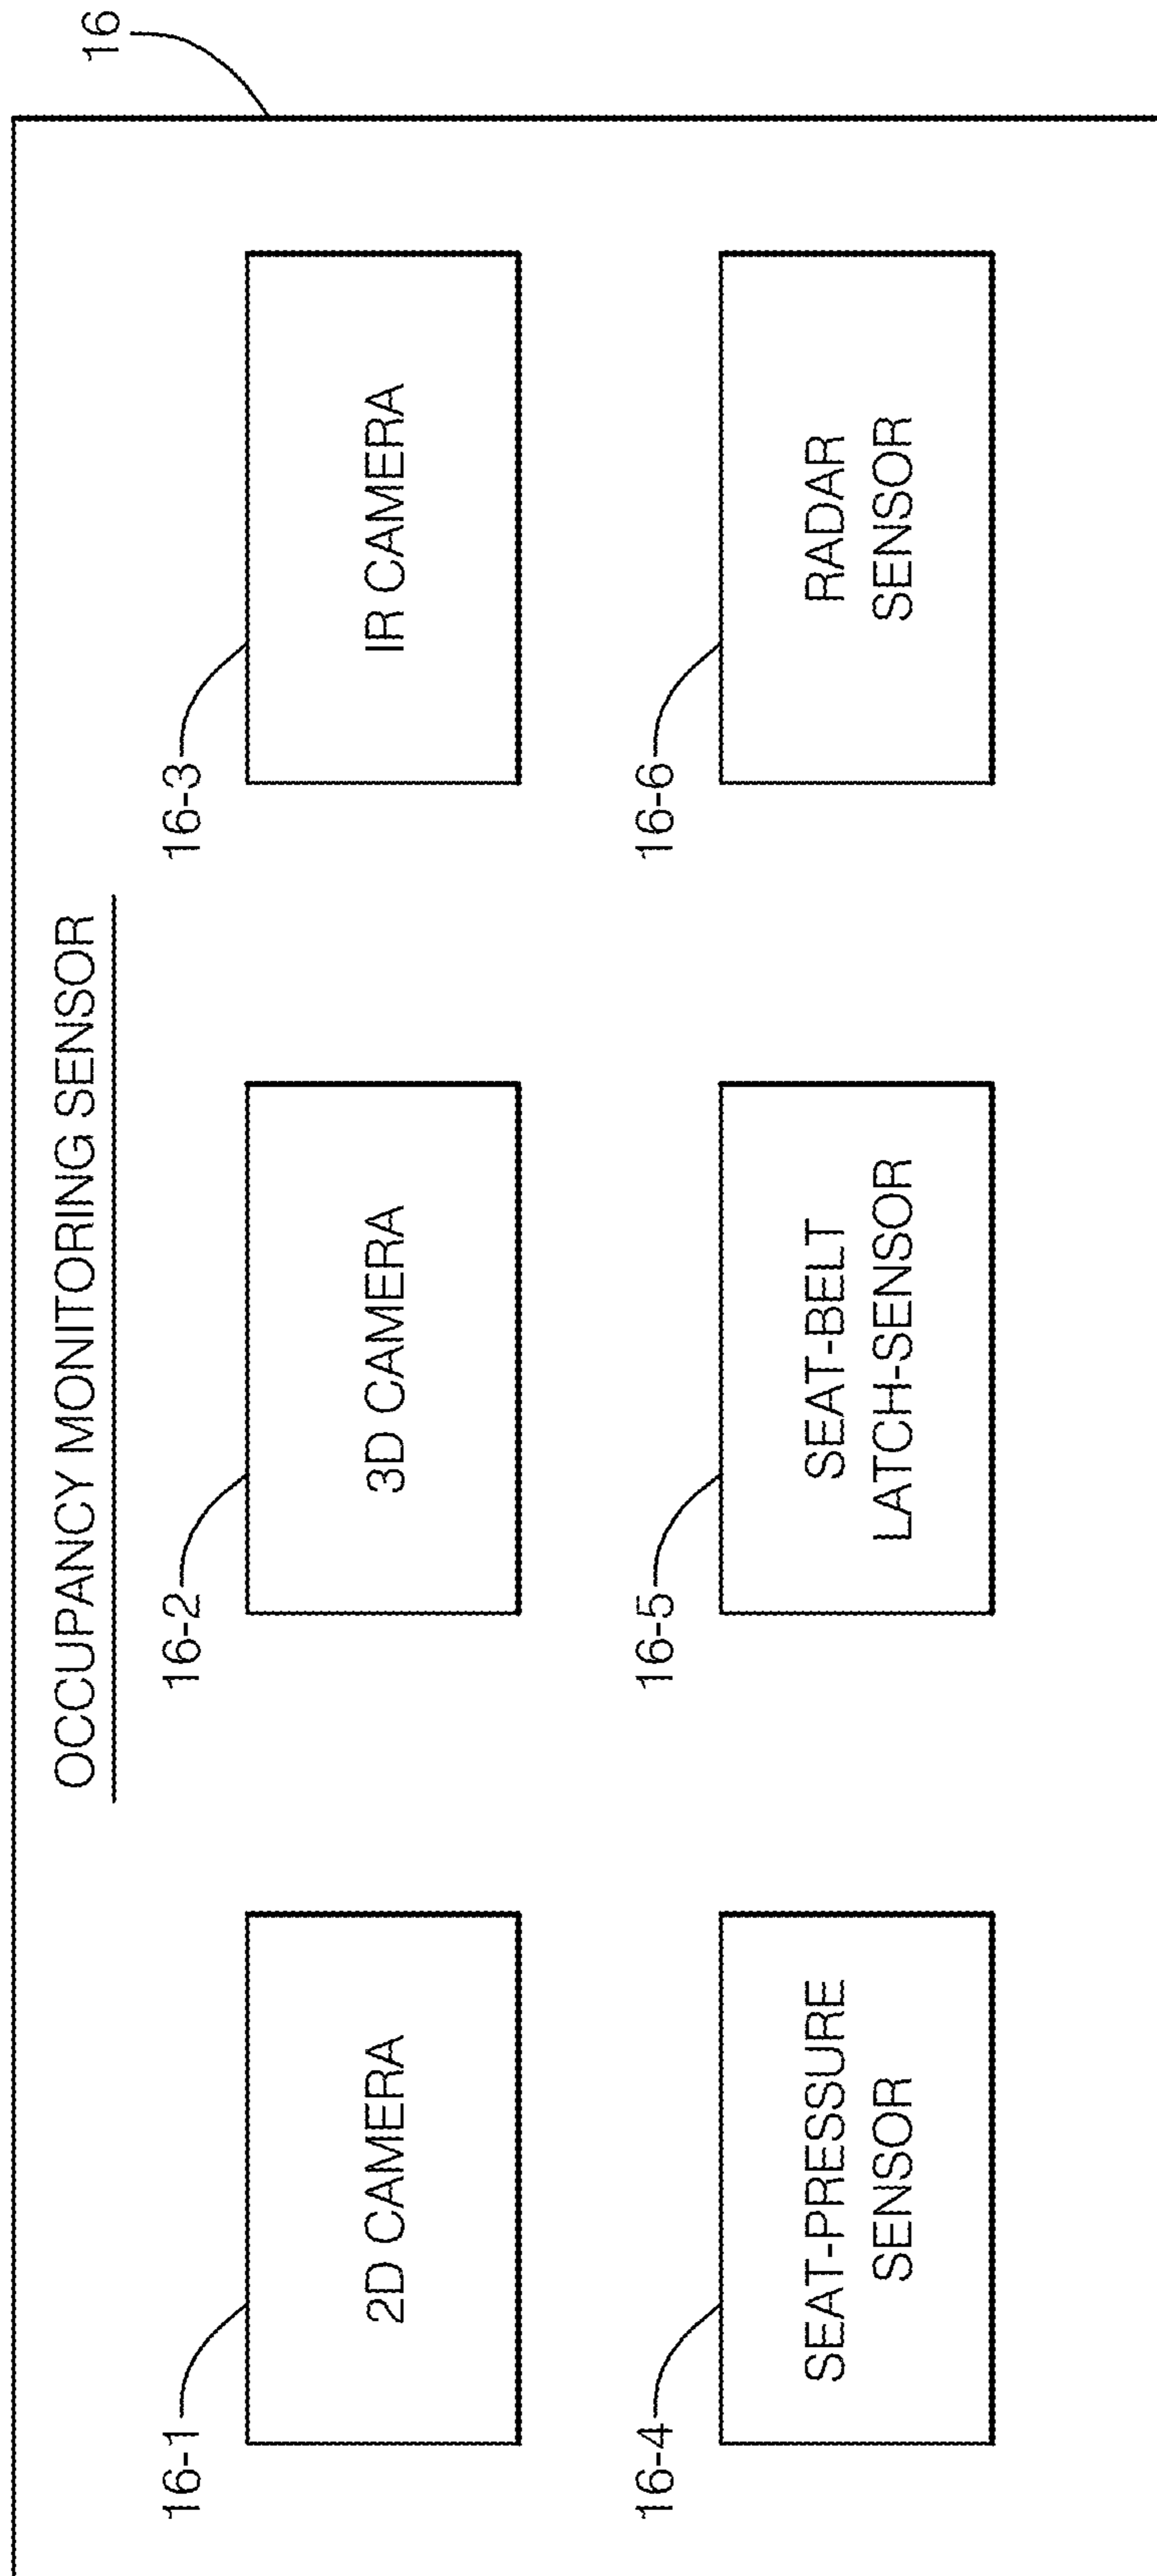 16
OCCUPANCY MONITORING SENSOR
16-1
2D CAMERA
16-2
3D CAMERA
16-3
IR CAMERA
16-4
SEAT-PRESSURE
SENSOR
16-5
SEAT-BELT
LATCH-SENSOR
16-6
RADAR
SENSOR